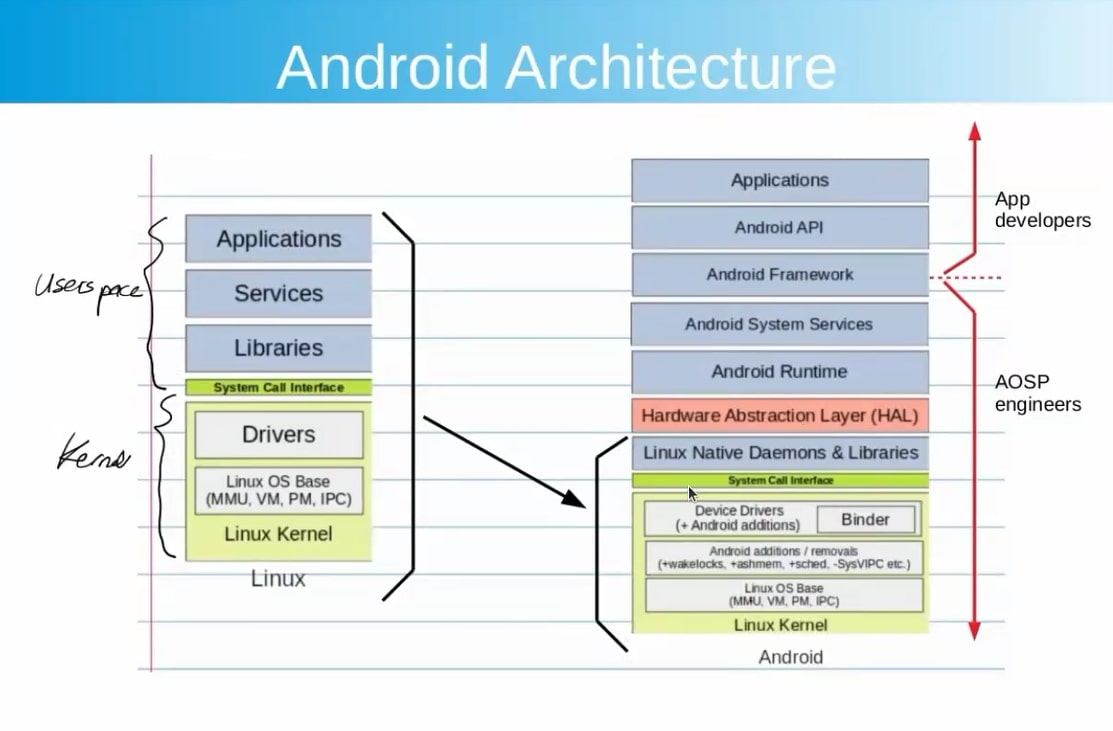 Android Architecture
Userspace
Kernel
Applications
Services
Libraries
System Call Interface
Drivers
Linux OS Base
(MMU, VM, PM, IPC)
Linux Kernel
Linux
Applications
Android API
Android Framework
Android System Services
Android Runtime
Hardware Abstraction Layer (HAL)
Linux Native Daemons & Libraries
System Call Interface
Device Drivers
(+ Android additions)
Binder
Android additions / removals
(+wakelocks, +ashmem, +sched, -SysVIPC etc.)
Linux OS Base
(MMU, VM, PM, IPC)
Linux Kernel
Android
App
developers
AOSP
engineers